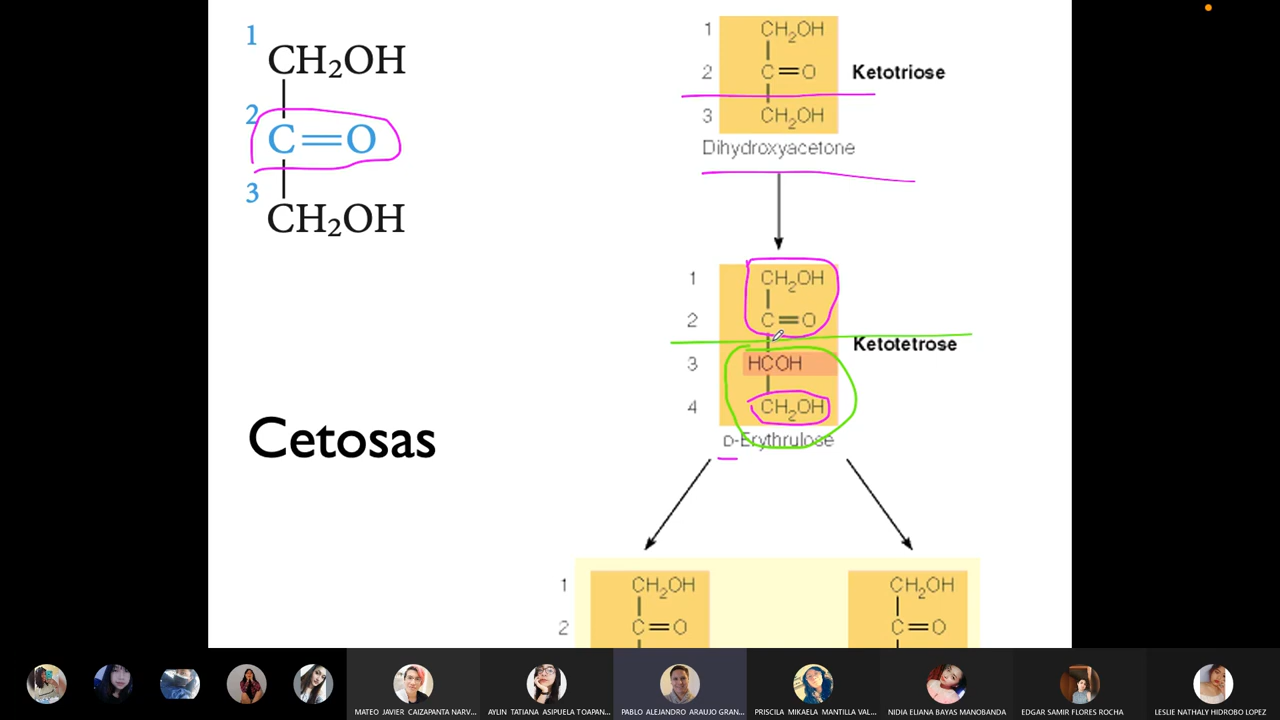 1
CH₂OH
2
C=O
3
CH₂OH
Cetosas
1 CH₂OH
2 C=O Ketotriose
3 CH₂OH
Dihydroxyacetone
1 CH₂OH
2 C=O
Ketotetrose
3 HCOH
4 CH₂OH
D-Erythrulose
1 CH₂OH CH₂OH
2 C=O C=O
MATEO JAVIER CAIZAPANTA NARV...
AYLIN TATIANA ASIPUELA TOAPAN...
PABLO ALEJANDRO ARAUJO GRAN...
PRISCILA MIKAELA MANTILLA VAL...
NIDIA ELIANA BAYAS MANOBANDA
EDGAR SAMIR FLORES ROCHA
LESLIE NATHALY HIDROBO LOPEZ